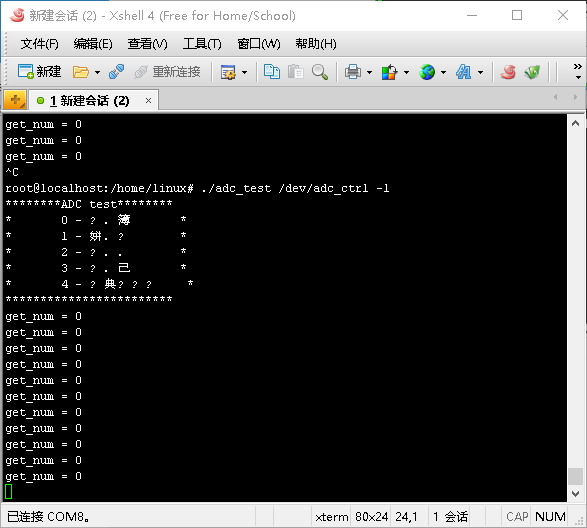 新建会话 (2) - Xshell 4 (Free for Home/School)
文件(F) 编辑(E) 查看(V) 工具(T) 窗口(W) 帮助(H)
新建 重新连接
1 新建会话 (2)
get_num = 0
get_num = 0
get_num = 0
^C
root@localhost:/home/linux# ./adc_test /dev/adc_ctrl -l
********ADC test********
* 0 - ? . 簿 *
* 1 - 姘. ? *
* 2 - ? . . *
* 3 - ? . 己 *
* 4 - ? 典? ? ? *
************************
get_num = 0
get_num = 0
get_num = 0
get_num = 0
get_num = 0
get_num = 0
get_num = 0
get_num = 0
get_num = 0
get_num = 0
get_num = 0
已连接 COM8。 xterm 80x24 24,1 1 会话 CAP NUM